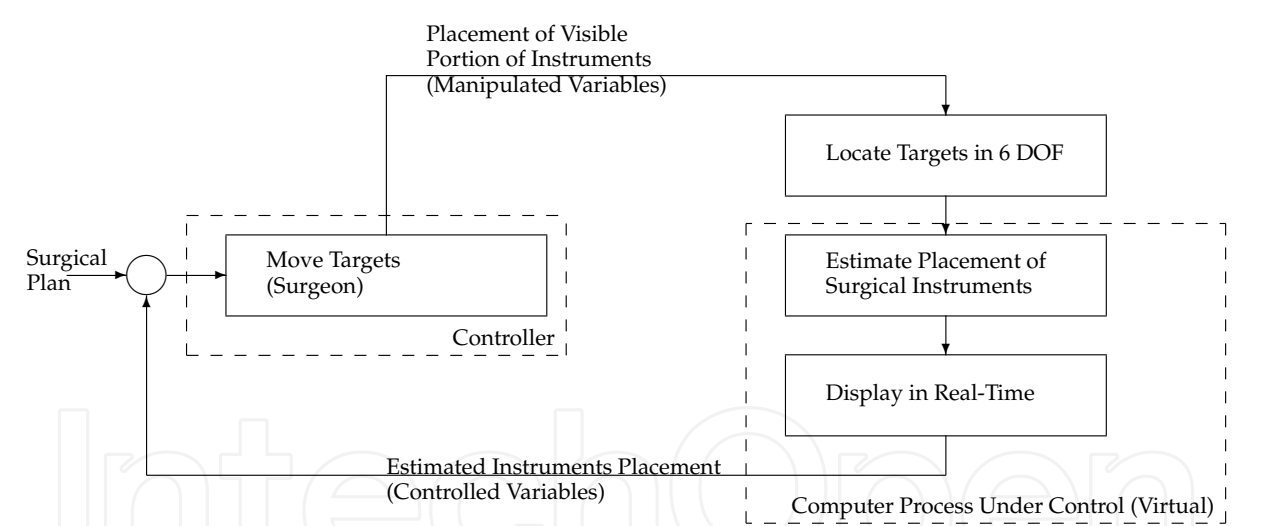 Placement of Visible
Portion of Instruments
(Manipulated Variables)
Locate Targets in 6 DOF
Surgical
Plan
Move Targets
(Surgeon)
Controller
Estimate Placement of
Surgical Instruments
Display in Real-Time
Estimated Instruments Placement
(Controlled Variables)
Computer Process Under Control (Virtual)
IntechOpen